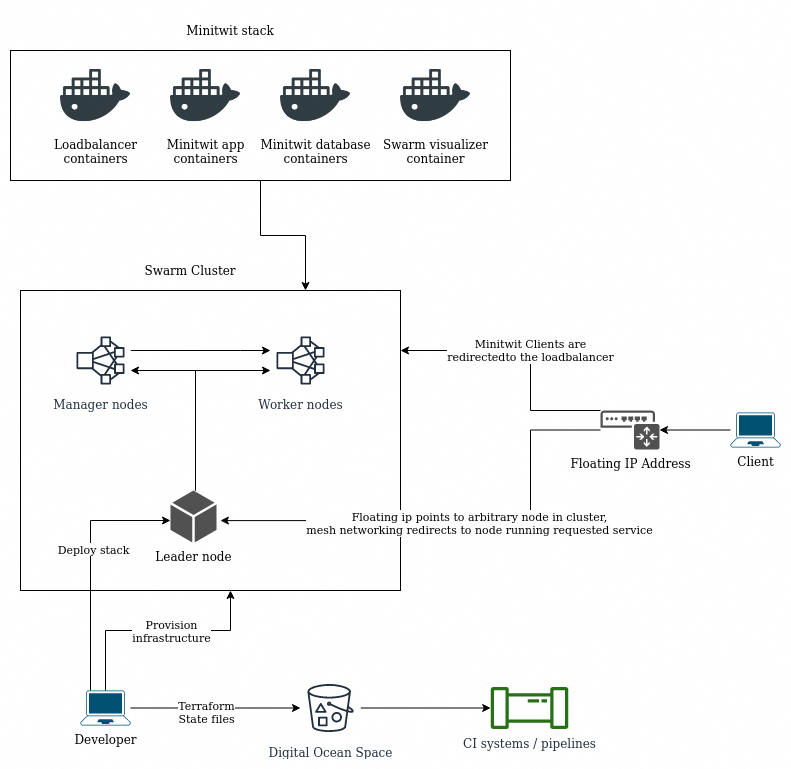 Minitwit stack
Loadbalancer
containers
Minitwit app
containers
Minitwit database
containers
Swarm visualizer
container
Swarm Cluster
Manager nodes
Worker nodes
Minitwit Clients are
redirectedto the loadbalancer
Floating IP Address
Client
Floating ip points to arbitrary node in cluster,
mesh networking redirects to node running requested service
Deploy stack
Leader node
Provision
infrastructure
Terraform
State files
Developer
Digital Ocean Space
CI systems / pipelines